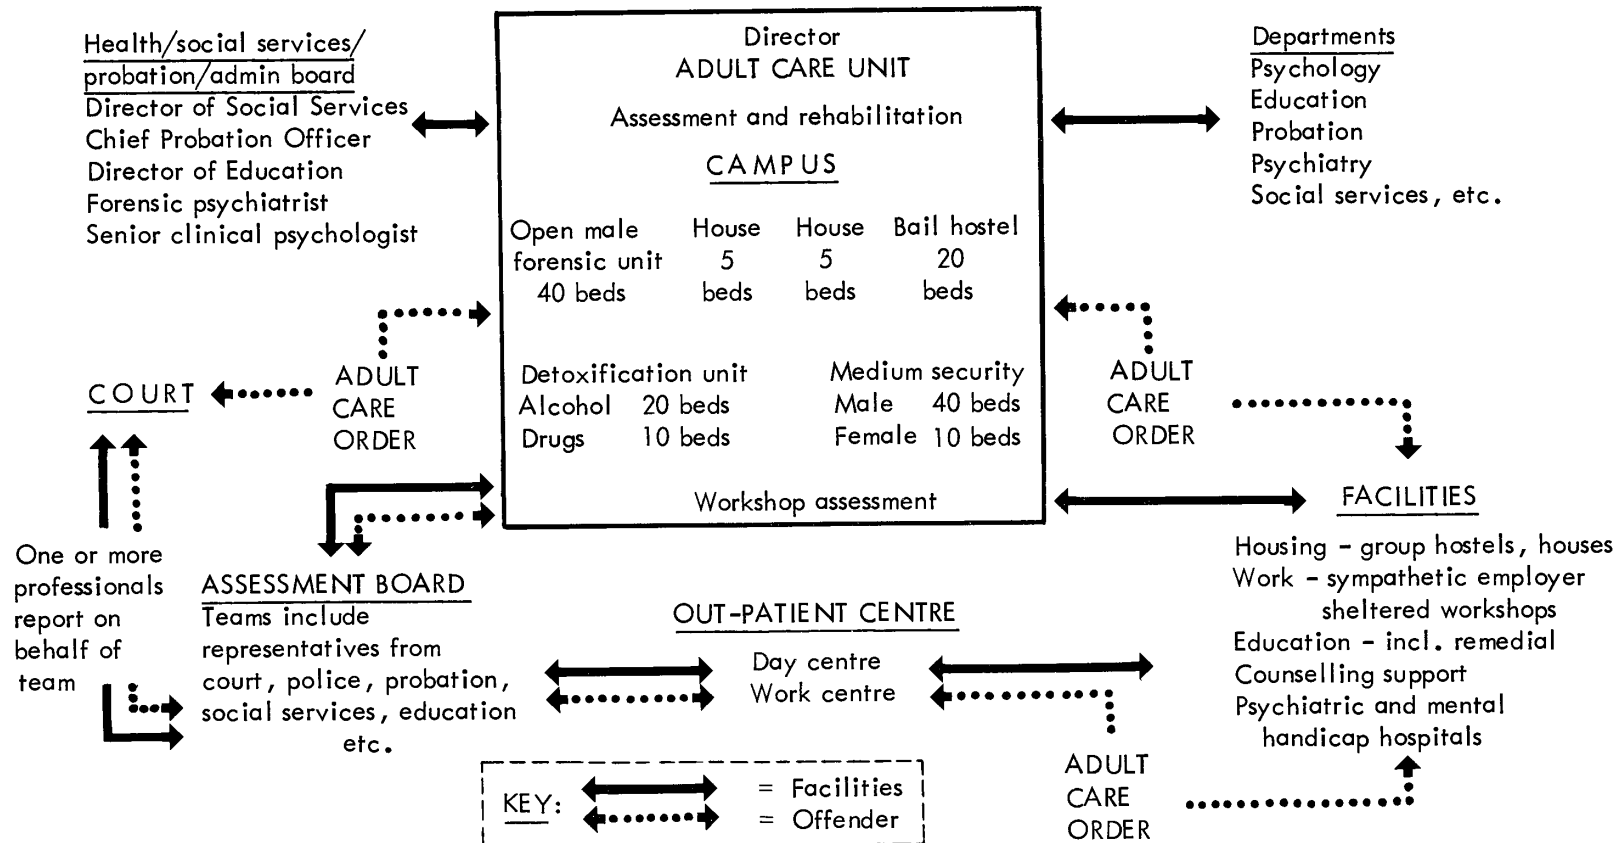 Health/social services/
probation/admin board
Director of Social Services
Chief Probation Officer
Director of Education
Forensic psychiatrist
Senior clinical psychologist
Director
ADULT CARE UNIT
Assessment and rehabilitation
CAMPUS
Open male
forensic unit
40 beds
House
5
beds
House
5
beds
Bail hostel
20
beds
Detoxification unit
Alcohol 20 beds
Drugs 10 beds
Medium security
Male 40 beds
Female 10 beds
Workshop assessment
Departments
Psychology
Education
Probation
Psychiatry
Social services, etc.
COURT
ADULT
CARE
ORDER
ADULT
CARE
ORDER
One or more
professionals
report on
behalf of
team
ASSESSMENT BOARD
Teams include
representatives from
court, police, probation,
social services, education
etc.
OUT-PATIENT CENTRE
Day centre
Work centre
FACILITIES
Housing - group hostels, houses
Work - sympathetic employer
sheltered workshops
Education - incl. remedial
Counselling support
Psychiatric and mental
handicap hospitals
ADULT
CARE
ORDER
KEY:
= Facilities
= Offender